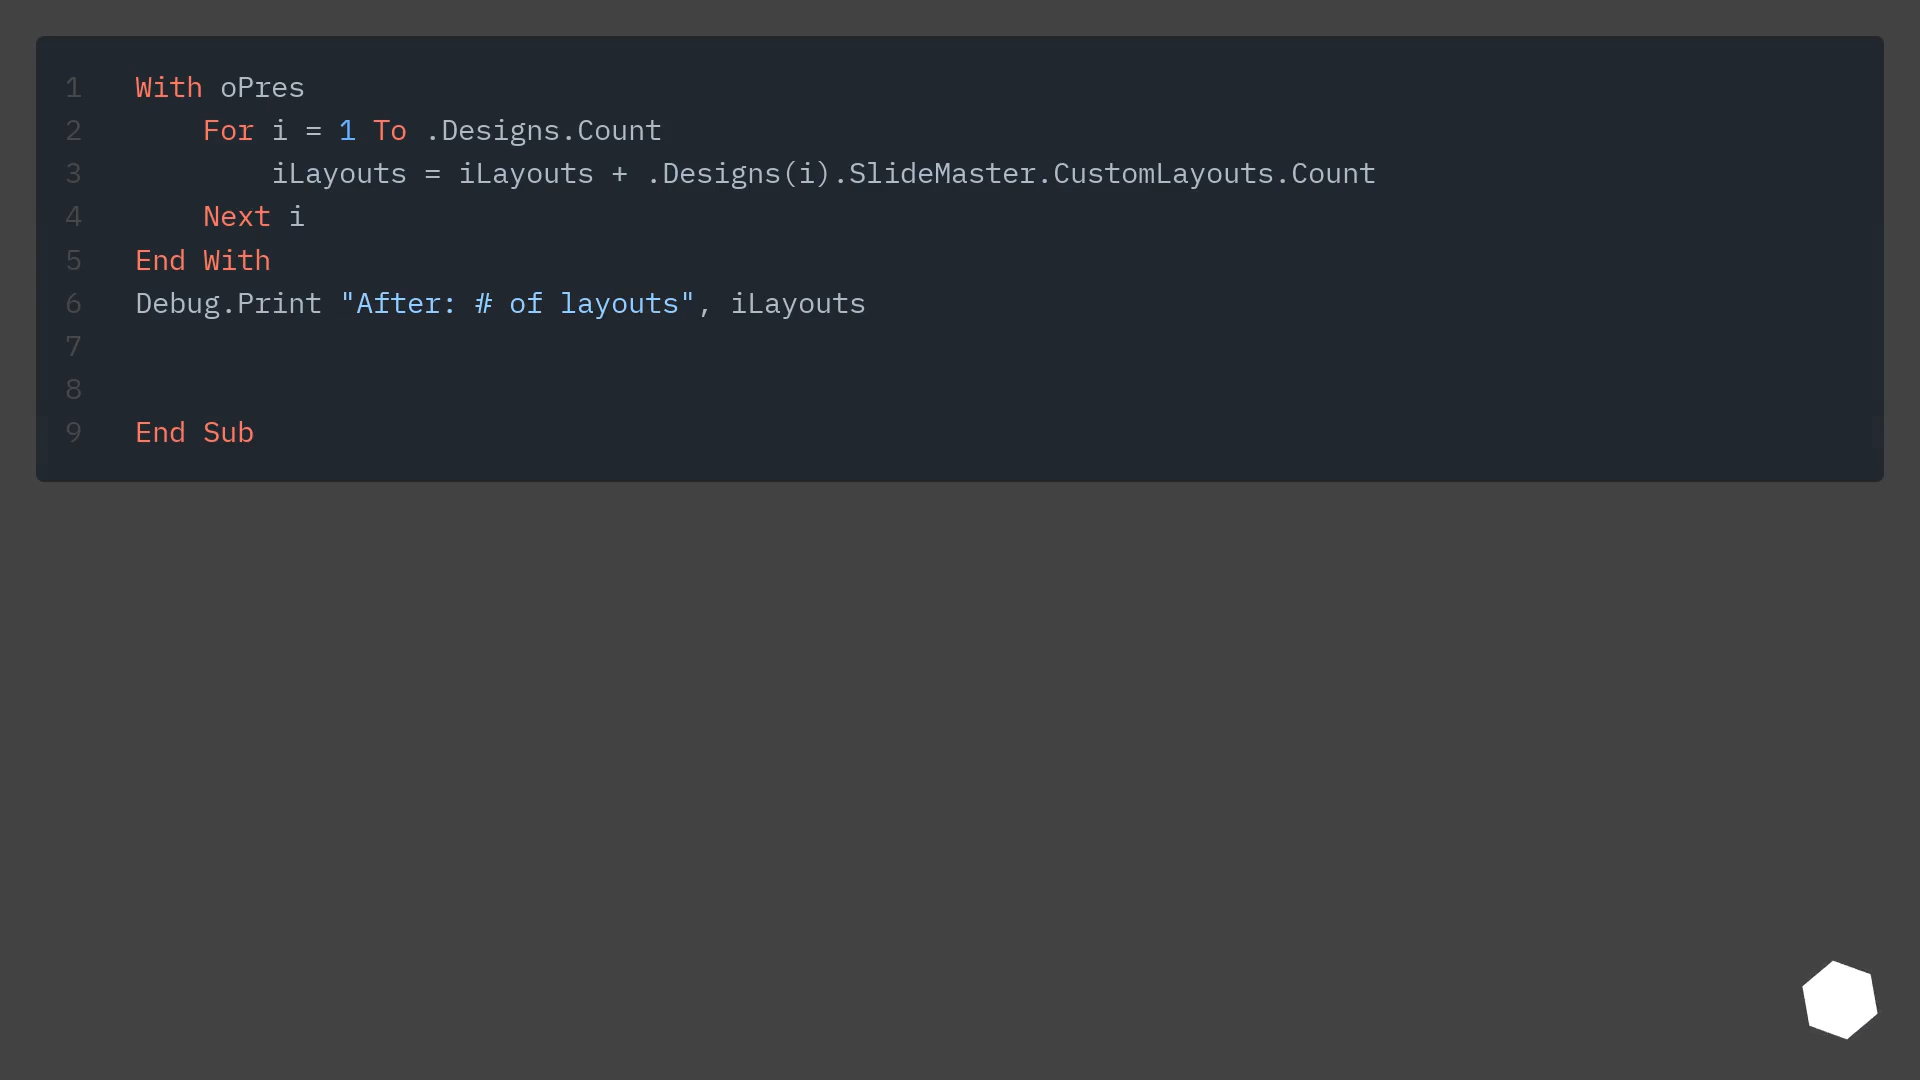 1 With oPres
2 For i = 1 To .Designs.Count
3 iLayouts = iLayouts + .Designs(i).SlideMaster.CustomLayouts.Count
4 Next i
5 End With
6 Debug.Print "After: # of layouts", iLayouts
7
8
9 End Sub